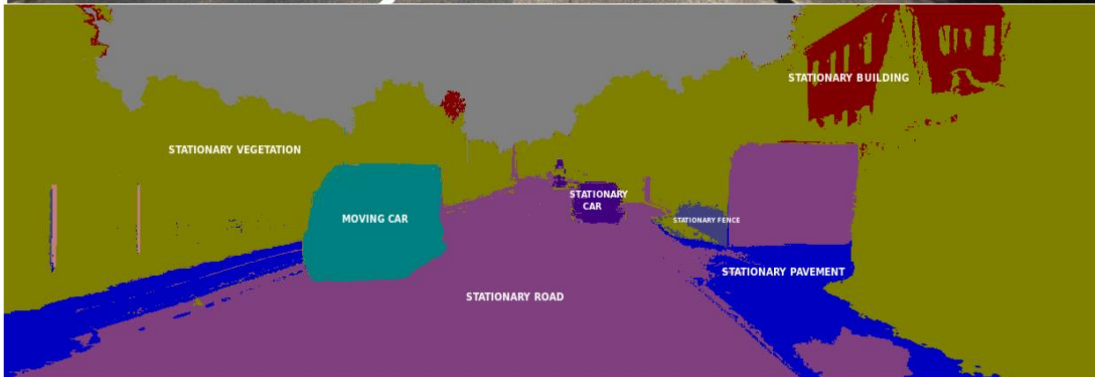 STATIONARY BUILDING
STATIONARY VEGETATION
STATIONARY
CAR
MOVING CAR
STATIONARY FENCE
STATIONARY PAVEMENT
STATIONARY ROAD